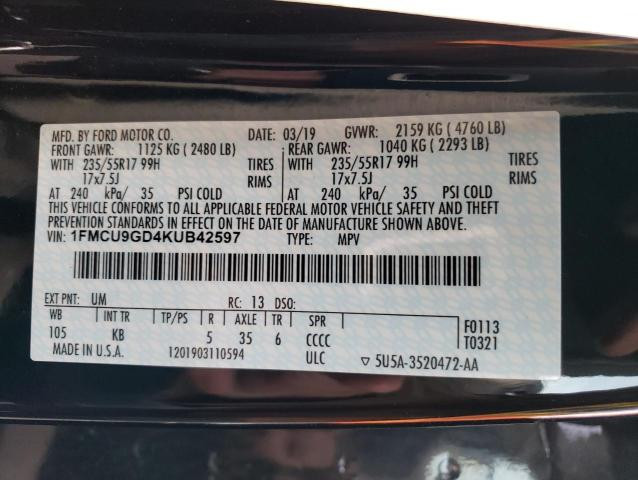 MFD. BY FORD MOTOR CO. DATE: 03/19 GVWR: 2159 KG ( 4760 LB)
FRONT GAWR: 1125 KG ( 2480 LB) REAR GAWR: 1040 KG ( 2293 LB)
WITH 235/55R17 99H TIRES WITH 235/55R17 99H TIRES
17x7.5J RIMS 17x7.5J RIMS
AT 240 kPa/ 35 PSI COLD AT 240 kPa/ 35 PSI COLD
THIS VEHICLE CONFORMS TO ALL APPLICABLE FEDERAL MOTOR VEHICLE SAFETY AND THEFT
PREVENTION STANDARDS IN EFFECT ON THE DATE OF MANUFACTURE SHOWN ABOVE.
VIN: 1FMCU9GD4KUB42597 TYPE: MPV
EXT PNT: UM RC: 13 DSO:
WB INT TR TP/PS R AXLE TR SPR F0113
105 KB 5 35 6 CCCC T0321
MADE IN U.S.A. 1201903110594 ULC ▽ 5U5A-3520472-AA